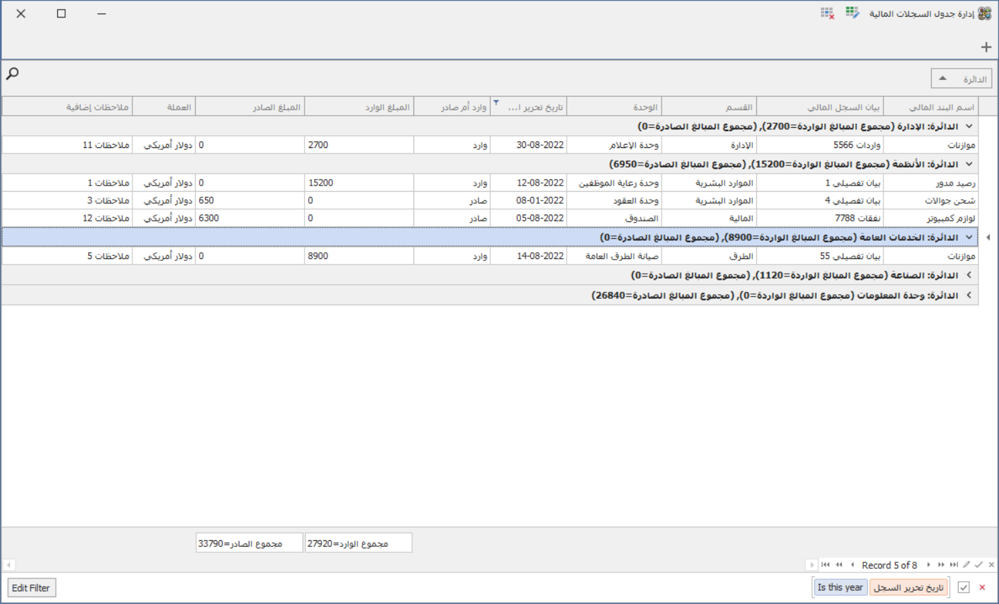 إدارة جدول السجلات المالية
الدائرة
اسم البند المالي بيان السجل المالي القسم الوحدة تاريخ تحرير ا... وارد أم صادر المبلغ الوارد المبلغ الصادر العملة ملاحظات إضافية
الدائرة: الإدارة (مجموع المبالغ الواردة=2700), (مجموع المبالغ الصادرة=0)
موازنات واردات 5566 الإدارة وحدة الإعلام 30-08-2022 وارد 2700 0 دولار أمريكي ملاحظات 11
الدائرة: الأنظمة (مجموع المبالغ الواردة=15200), (مجموع المبالغ الصادرة=6950)
رصيد مدور بيان تفصيلي 1 الموارد البشرية وحدة رعاية الموظفين 12-08-2022 وارد 15200 0 دولار أمريكي ملاحظات 1
شحن جوالات بيان تفصيلي 4 الموارد البشرية وحدة العقود 08-01-2022 صادر 0 650 دولار أمريكي ملاحظات 3
لوازم كمبيوتر نفقات 7788 المالية الصندوق 05-08-2022 صادر 0 6300 دولار أمريكي ملاحظات 12
الدائرة: الخدمات العامة (مجموع المبالغ الواردة=8900), (مجموع المبالغ الصادرة=0)
موازنات بيان تفصيلي 55 الطرق صيانة الطرق العامة 14-08-2022 وارد 8900 0 دولار أمريكي ملاحظات 5
الدائرة: الصناعة (مجموع المبالغ الواردة=1120), (مجموع المبالغ الصادرة=0)
الدائرة: وحدة المعلومات (مجموع المبالغ الواردة=0), (مجموع المبالغ الصادرة=26840)
مجموع الوارد=27920 مجموع الصادر=33790
Record 5 of 8
تاريخ تحرير السجل Is this year
Edit Filter